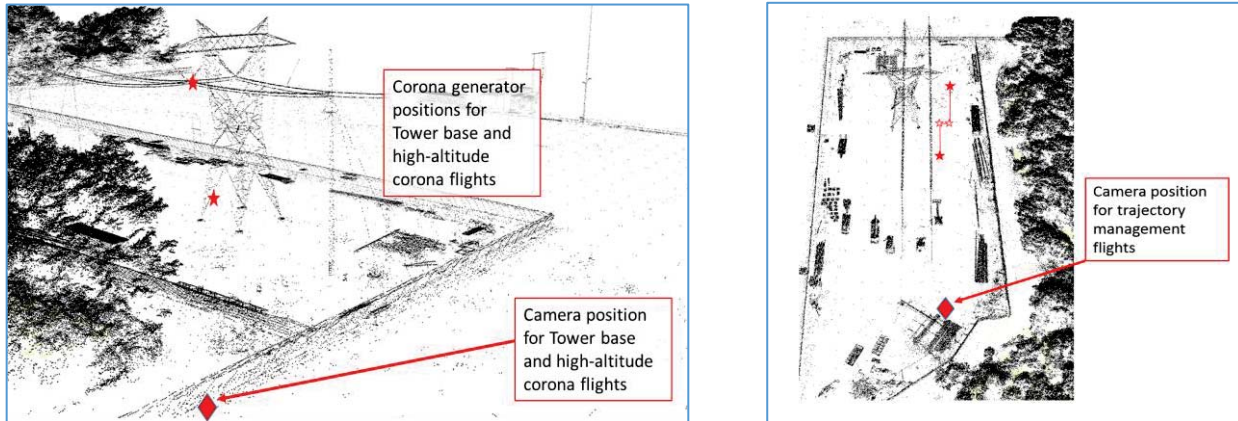 Corona generator
positions for
Tower base and
high-altitude
corona flights
Camera position
for Tower base
and high-altitude
corona flights
Camera position
for trajectory
management
flights